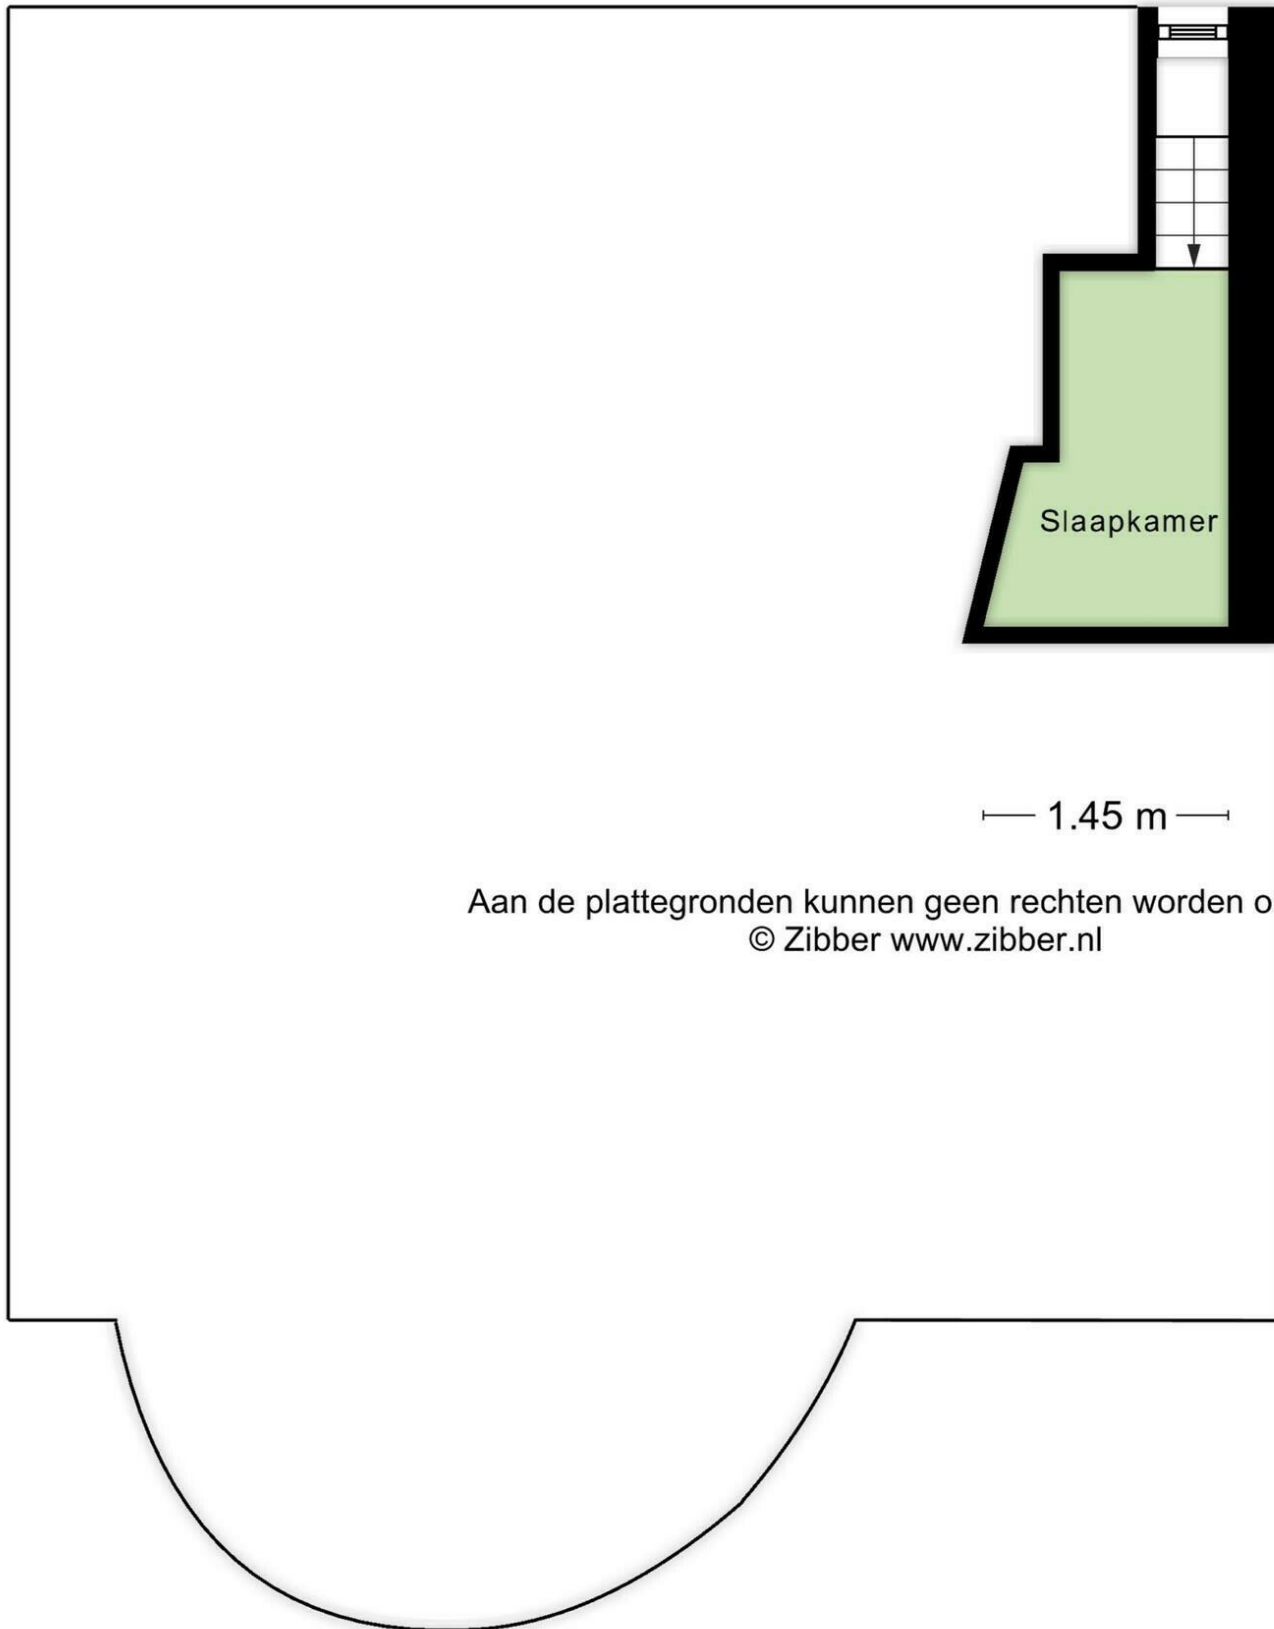 Slaapkamer
1.45 m
Aan de plattegronden kunnen geen rechten worden o
© Zibber www.zibber.nl